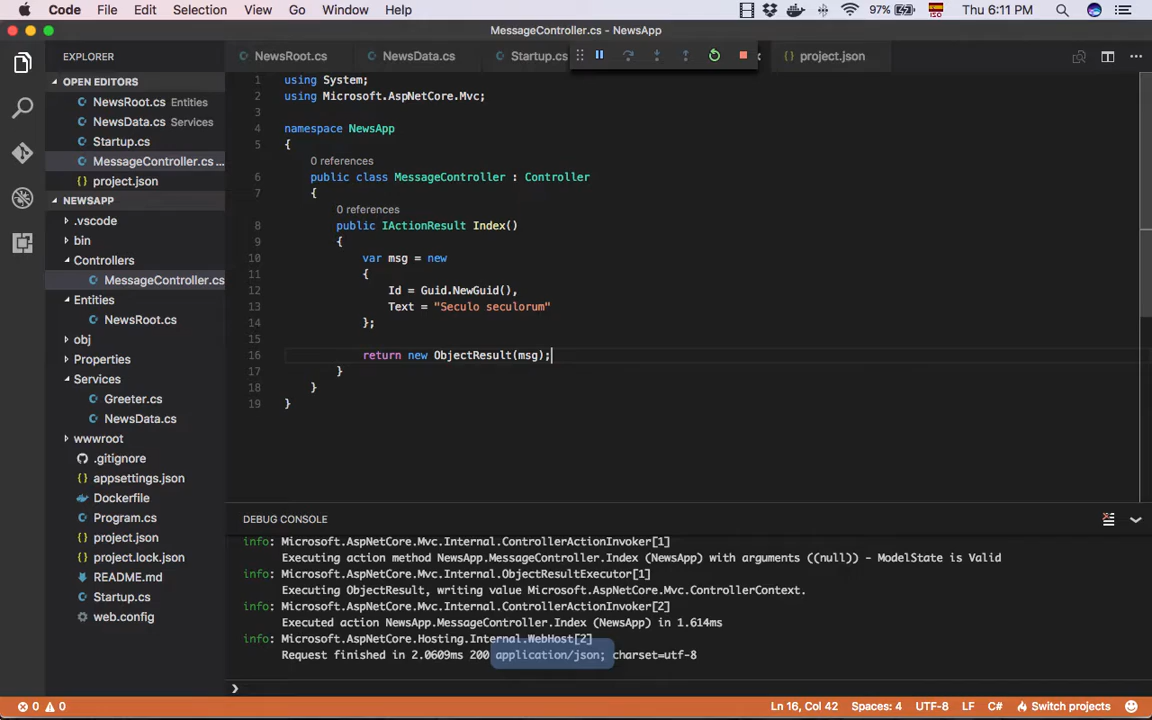 Code File Edit Selection View Go Window Help 97% ISO Thu 6:11 PM
MessageController.cs - NewsApp
EXPLORER
NewsRoot.cs NewsData.cs Startup.cs project.json
OPEN EDITORS
NewsRoot.cs Entities
NewsData.cs Services
Startup.cs
MessageController.cs ...
project.json
NEWSAPP
.vscode
bin
Controllers
MessageController.cs
Entities
NewsRoot.cs
obj
Properties
Services
Greeter.cs
NewsData.cs
wwwroot
.gitignore
appsettings.json
Dockerfile
Program.cs
project.json
project.lock.json
README.md
Startup.cs
web.config
1 using System;
2 using Microsoft.AspNetCore.Mvc;
3
4 namespace NewsApp
5 {
0 references
6 public class MessageController : Controller
7 {
0 references
8 public IActionResult Index()
9 {
10 var msg = new
11 {
12 Id = Guid.NewGuid(),
13 Text = "Seculo seculorum"
14 };
15
16 return new ObjectResult(msg);
17 }
18 }
19 }
DEBUG CONSOLE
info: Microsoft.AspNetCore.Mvc.Internal.ControllerActionInvoker[1]
Executing action method NewsApp.MessageController.Index (NewsApp) with arguments ((null)) - ModelState is Valid
info: Microsoft.AspNetCore.Mvc.Internal.ObjectResultExecutor[1]
Executing ObjectResult, writing value Microsoft.AspNetCore.Mvc.ControllerContext.
info: Microsoft.AspNetCore.Mvc.Internal.ControllerActionInvoker[2]
Executed action NewsApp.MessageController.Index (NewsApp) in 1.614ms
info: Microsoft.AspNetCore.Hosting.Internal.WebHost[2]
Request finished in 2.0609ms 200 application/json; charset=utf-8
0 0 Ln 16, Col 42 Spaces: 4 UTF-8 LF C# Switch projects